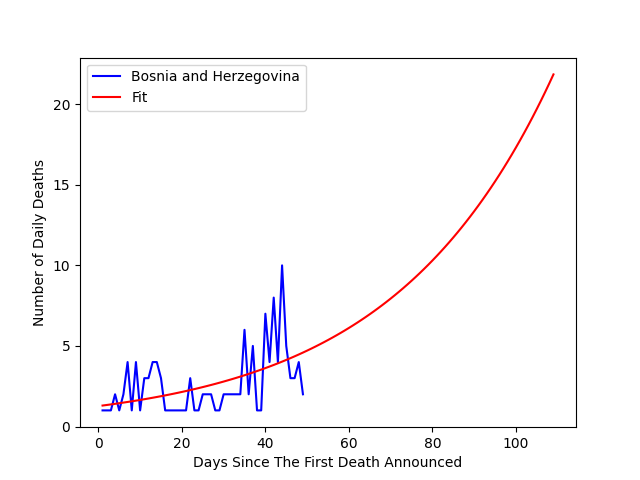 Bosnia and Herzegovina
Fit
Number of Daily Deaths
20
15
10
5
0
0 20 40 60 80 100
Days Since The First Death Announced